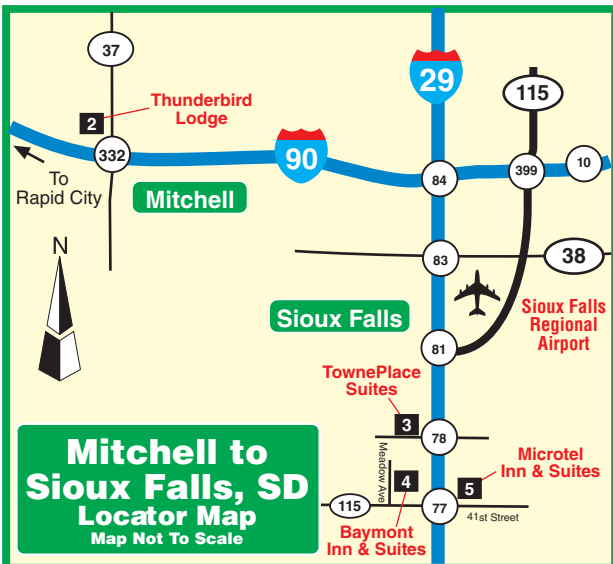 37
29
115
2
Thunderbird
Lodge
332
90
84
399
10
To
Rapid City
Mitchell
N
83
38
Sioux Falls
Sioux Falls
Regional
Airport
81
TownePlace
Suites
3
78
Mitchell to
Sioux Falls, SD
Locator Map
Map Not To Scale
Meadow Ave
4
5
Microtel
Inn & Suites
115
77
41st Street
Baymont
Inn & Suites